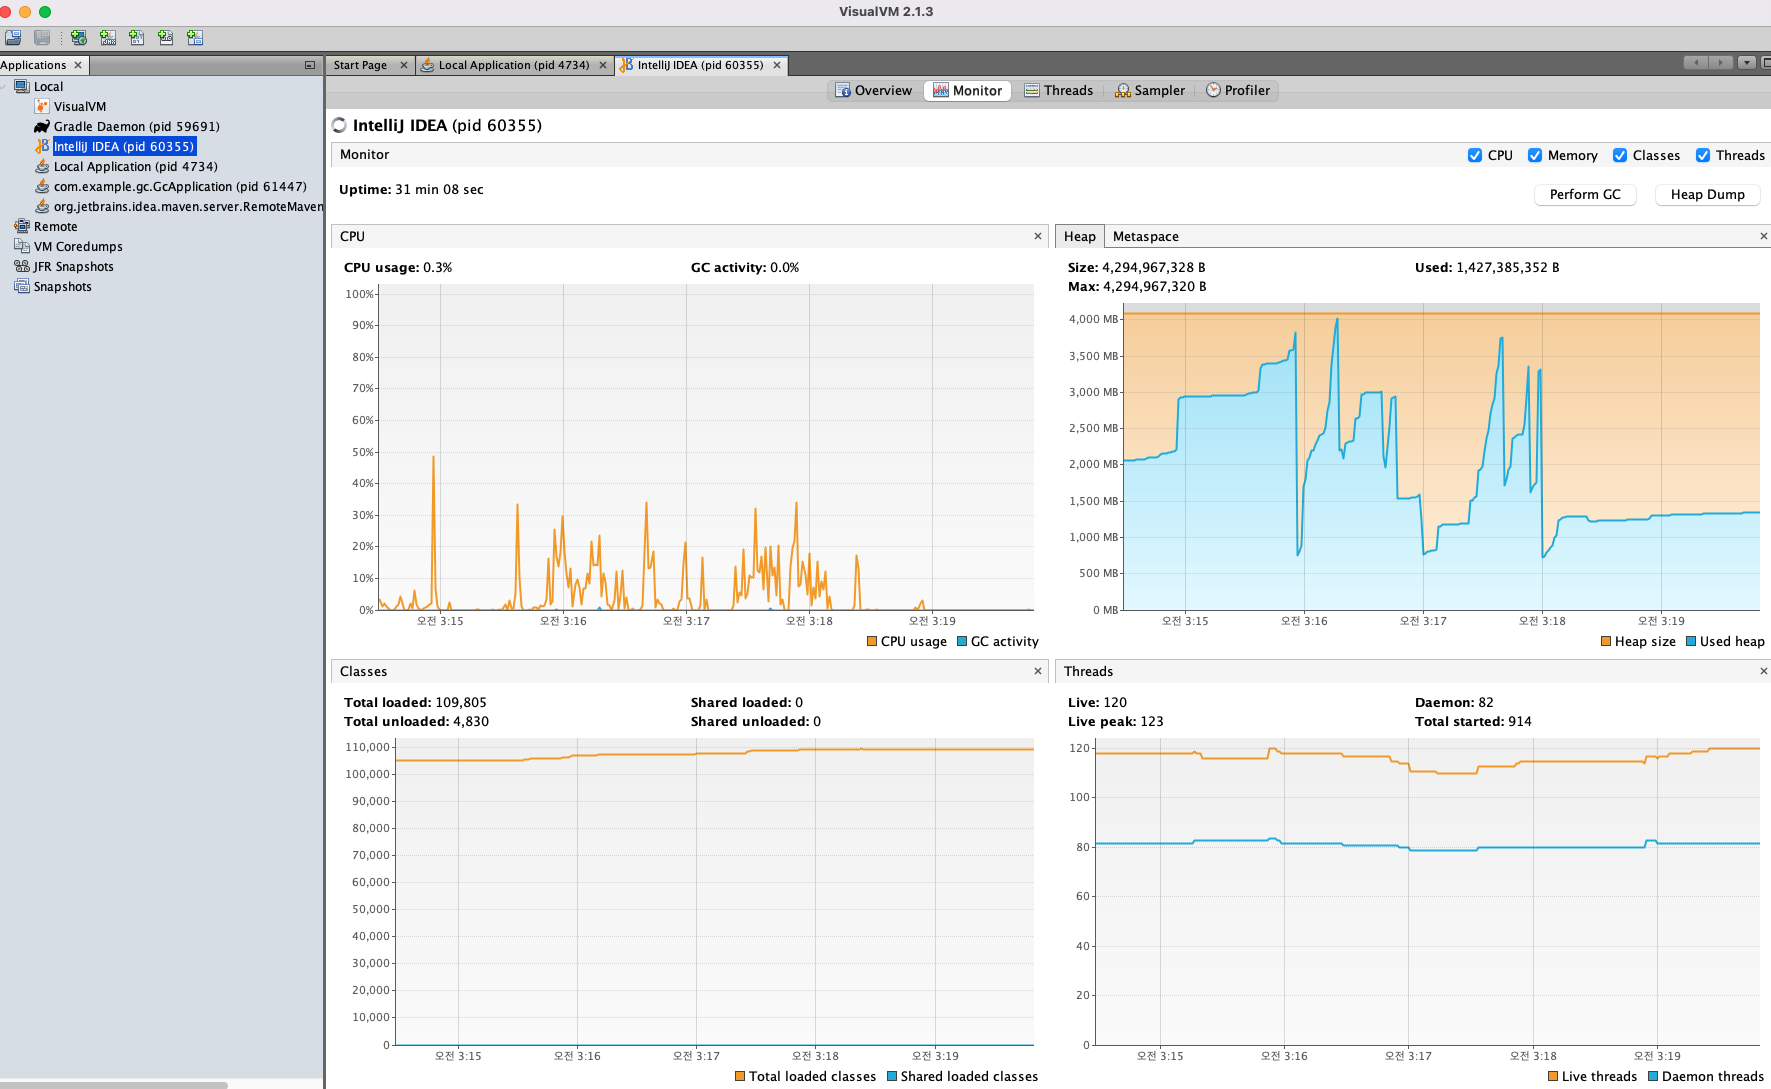 VisualVM 2.1.3
Applications
Start Page
Local Application (pid 4734)
IntelliJ IDEA (pid 60355)
Local
VisualVM
Gradle Daemon (pid 59691)
IntelliJ IDEA (pid 60355)
Local Application (pid 4734)
com.example.gc.GcApplication (pid 61447)
org.jetbrains.idea.maven.server.RemoteMaven
Remote
VM Coredumps
JFR Snapshots
Snapshots
Overview Monitor Threads Sampler Profiler
IntelliJ IDEA (pid 60355)
Monitor
CPU Memory Classes Threads
Uptime: 31 min 08 sec
Perform GC Heap Dump
CPU
CPU usage: 0.3% GC activity: 0.0%
100%
90%
80%
70%
60%
50%
40%
30%
20%
10%
0%
오전 3:15 오전 3:16 오전 3:17 오전 3:18 오전 3:19
CPU usage GC activity
Heap Metaspace
Size: 4,294,967,328 B Used: 1,427,385,352 B
Max: 4,294,967,320 B
4,000 MB
3,500 MB
3,000 MB
2,500 MB
2,000 MB
1,500 MB
1,000 MB
500 MB
0 MB
오전 3:15 오전 3:16 오전 3:17 오전 3:18 오전 3:19
Heap size Used heap
Classes
Total loaded: 109,805 Shared loaded: 0
Total unloaded: 4,830 Shared unloaded: 0
110,000
100,000
90,000
80,000
70,000
60,000
50,000
40,000
30,000
20,000
10,000
0
오전 3:15 오전 3:16 오전 3:17 오전 3:18 오전 3:19
Total loaded classes Shared loaded classes
Threads
Live: 120 Daemon: 82
Live peak: 123 Total started: 914
120
100
80
60
40
20
0
오전 3:15 오전 3:16 오전 3:17 오전 3:18 오전 3:19
Live threads Daemon threads